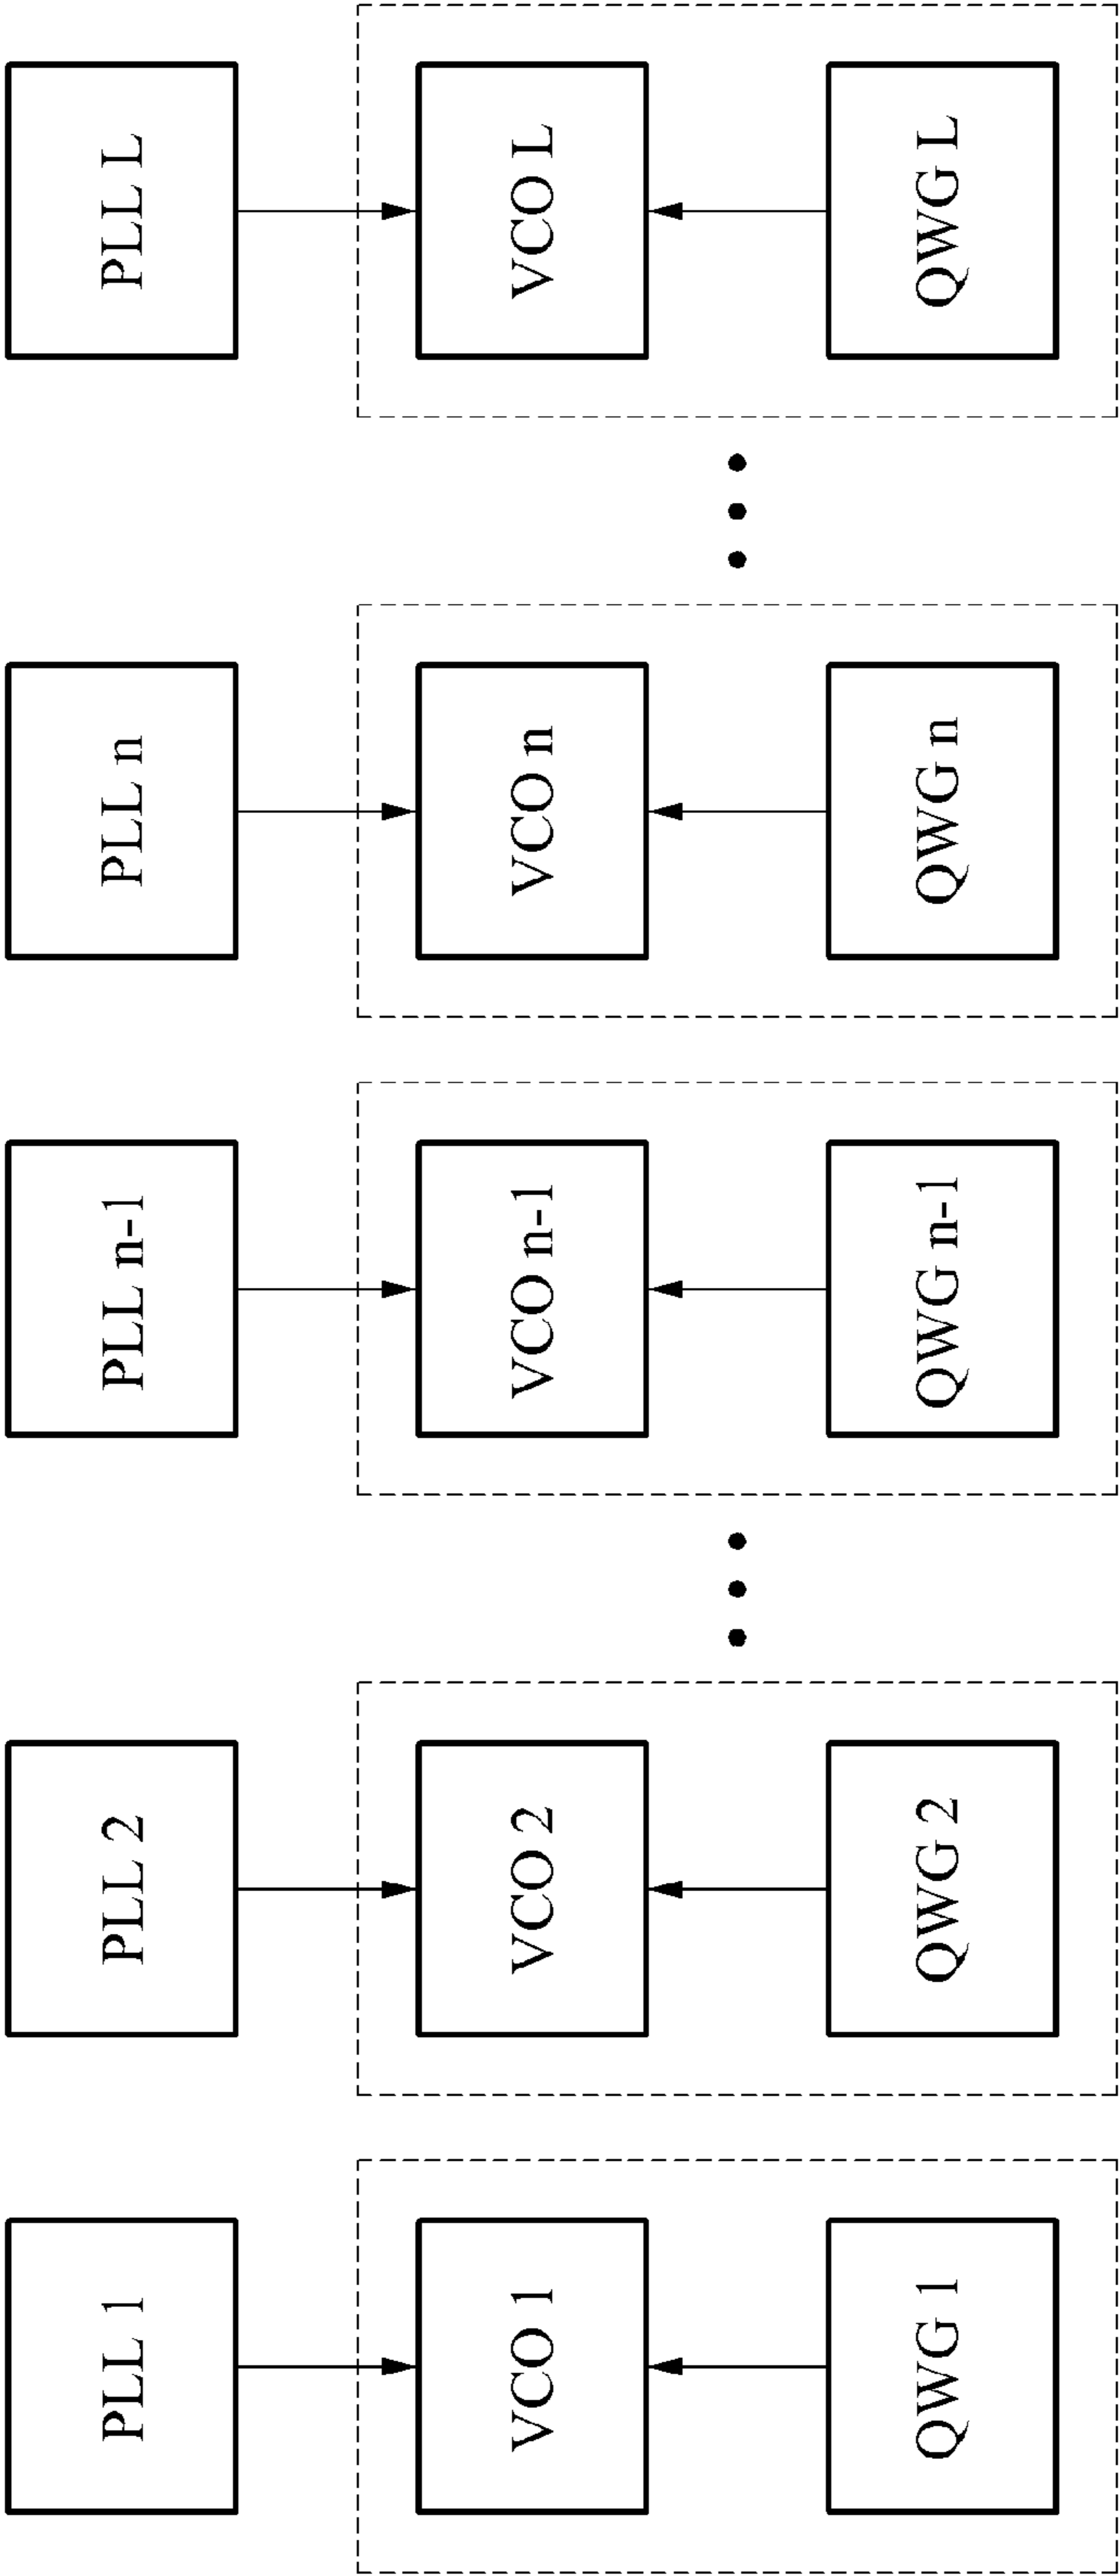 PLL 1
PLL 2
PLL n-1
PLL n
PLL L
VCO 1
VCO 2
VCO n-1
VCO n
VCO L
QWG 1
QWG 2
QWG n-1
QWG n
QWG L